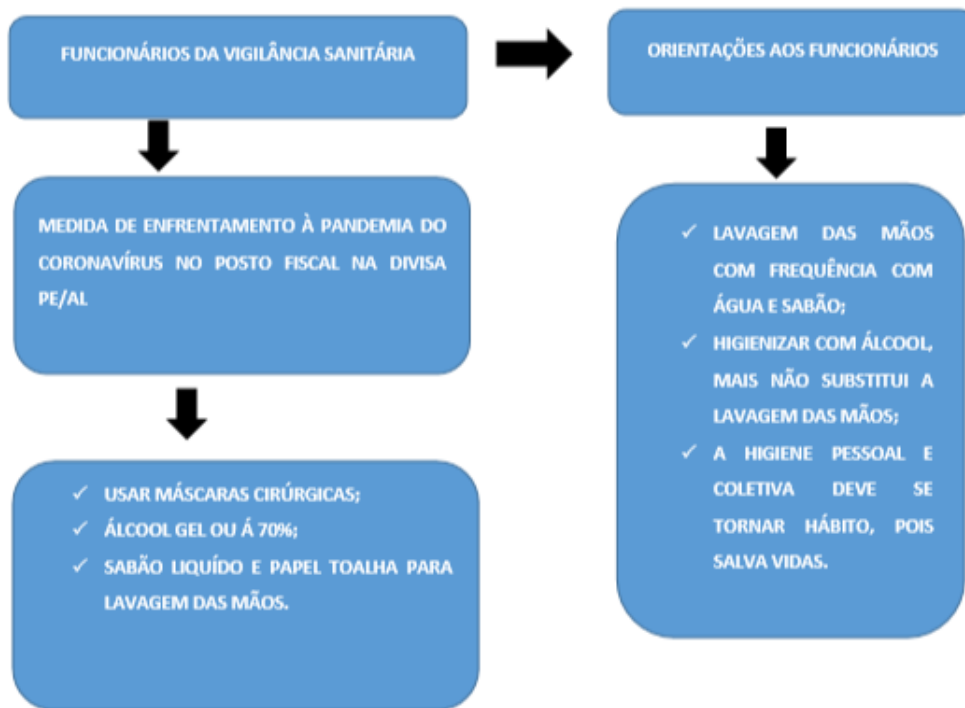 FUNCIONÁRIOS DA VIGILÂNCIA SANITÁRIA
ORIENTAÇÕES AOS FUNCIONÁRIOS
MEDIDA DE ENFRENTAMENTO À PANDEMIA DO
CORONAVÍRUS NO POSTO FISCAL NA DIVISA
PE/AL
✓ USAR MÁSCARAS CIRÚRGICAS;
✓ ÁLCOOL GEL OU Á 70%;
✓ SABÃO LIQUÍDO E PAPEL TOALHA PARA
LAVAGEM DAS MÃOS.
✓ LAVAGEM DAS MÃOS
COM FREQUÊNCIA COM
ÁGUA E SABÃO;
✓ HIGIENIZAR COM ÁLCOOL,
MAIS NÃO SUBSTITUI A
LAVAGEM DAS MÃOS;
✓ A HIGIENE PESSOAL E
COLETIVA DEVE SE
TORNAR HÁBITO, POIS
SALVA VIDAS.